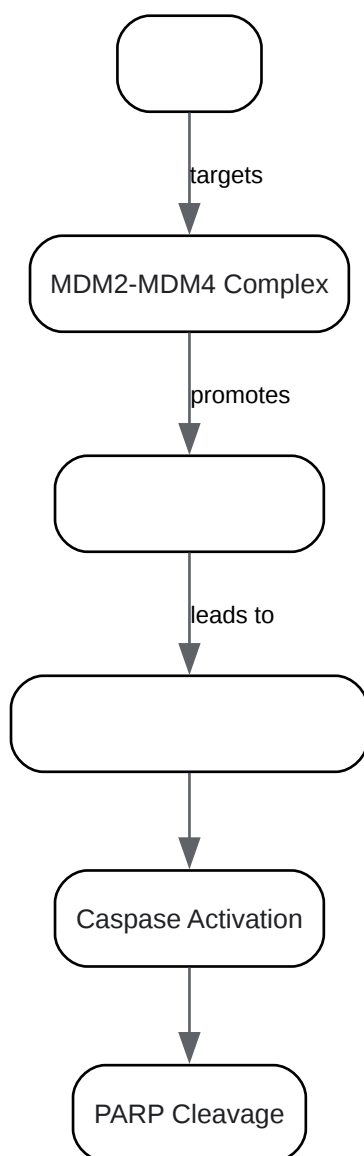 targets
MDM2-MDM4 Complex
promotes
leads to
Caspase Activation
PARP Cleavage